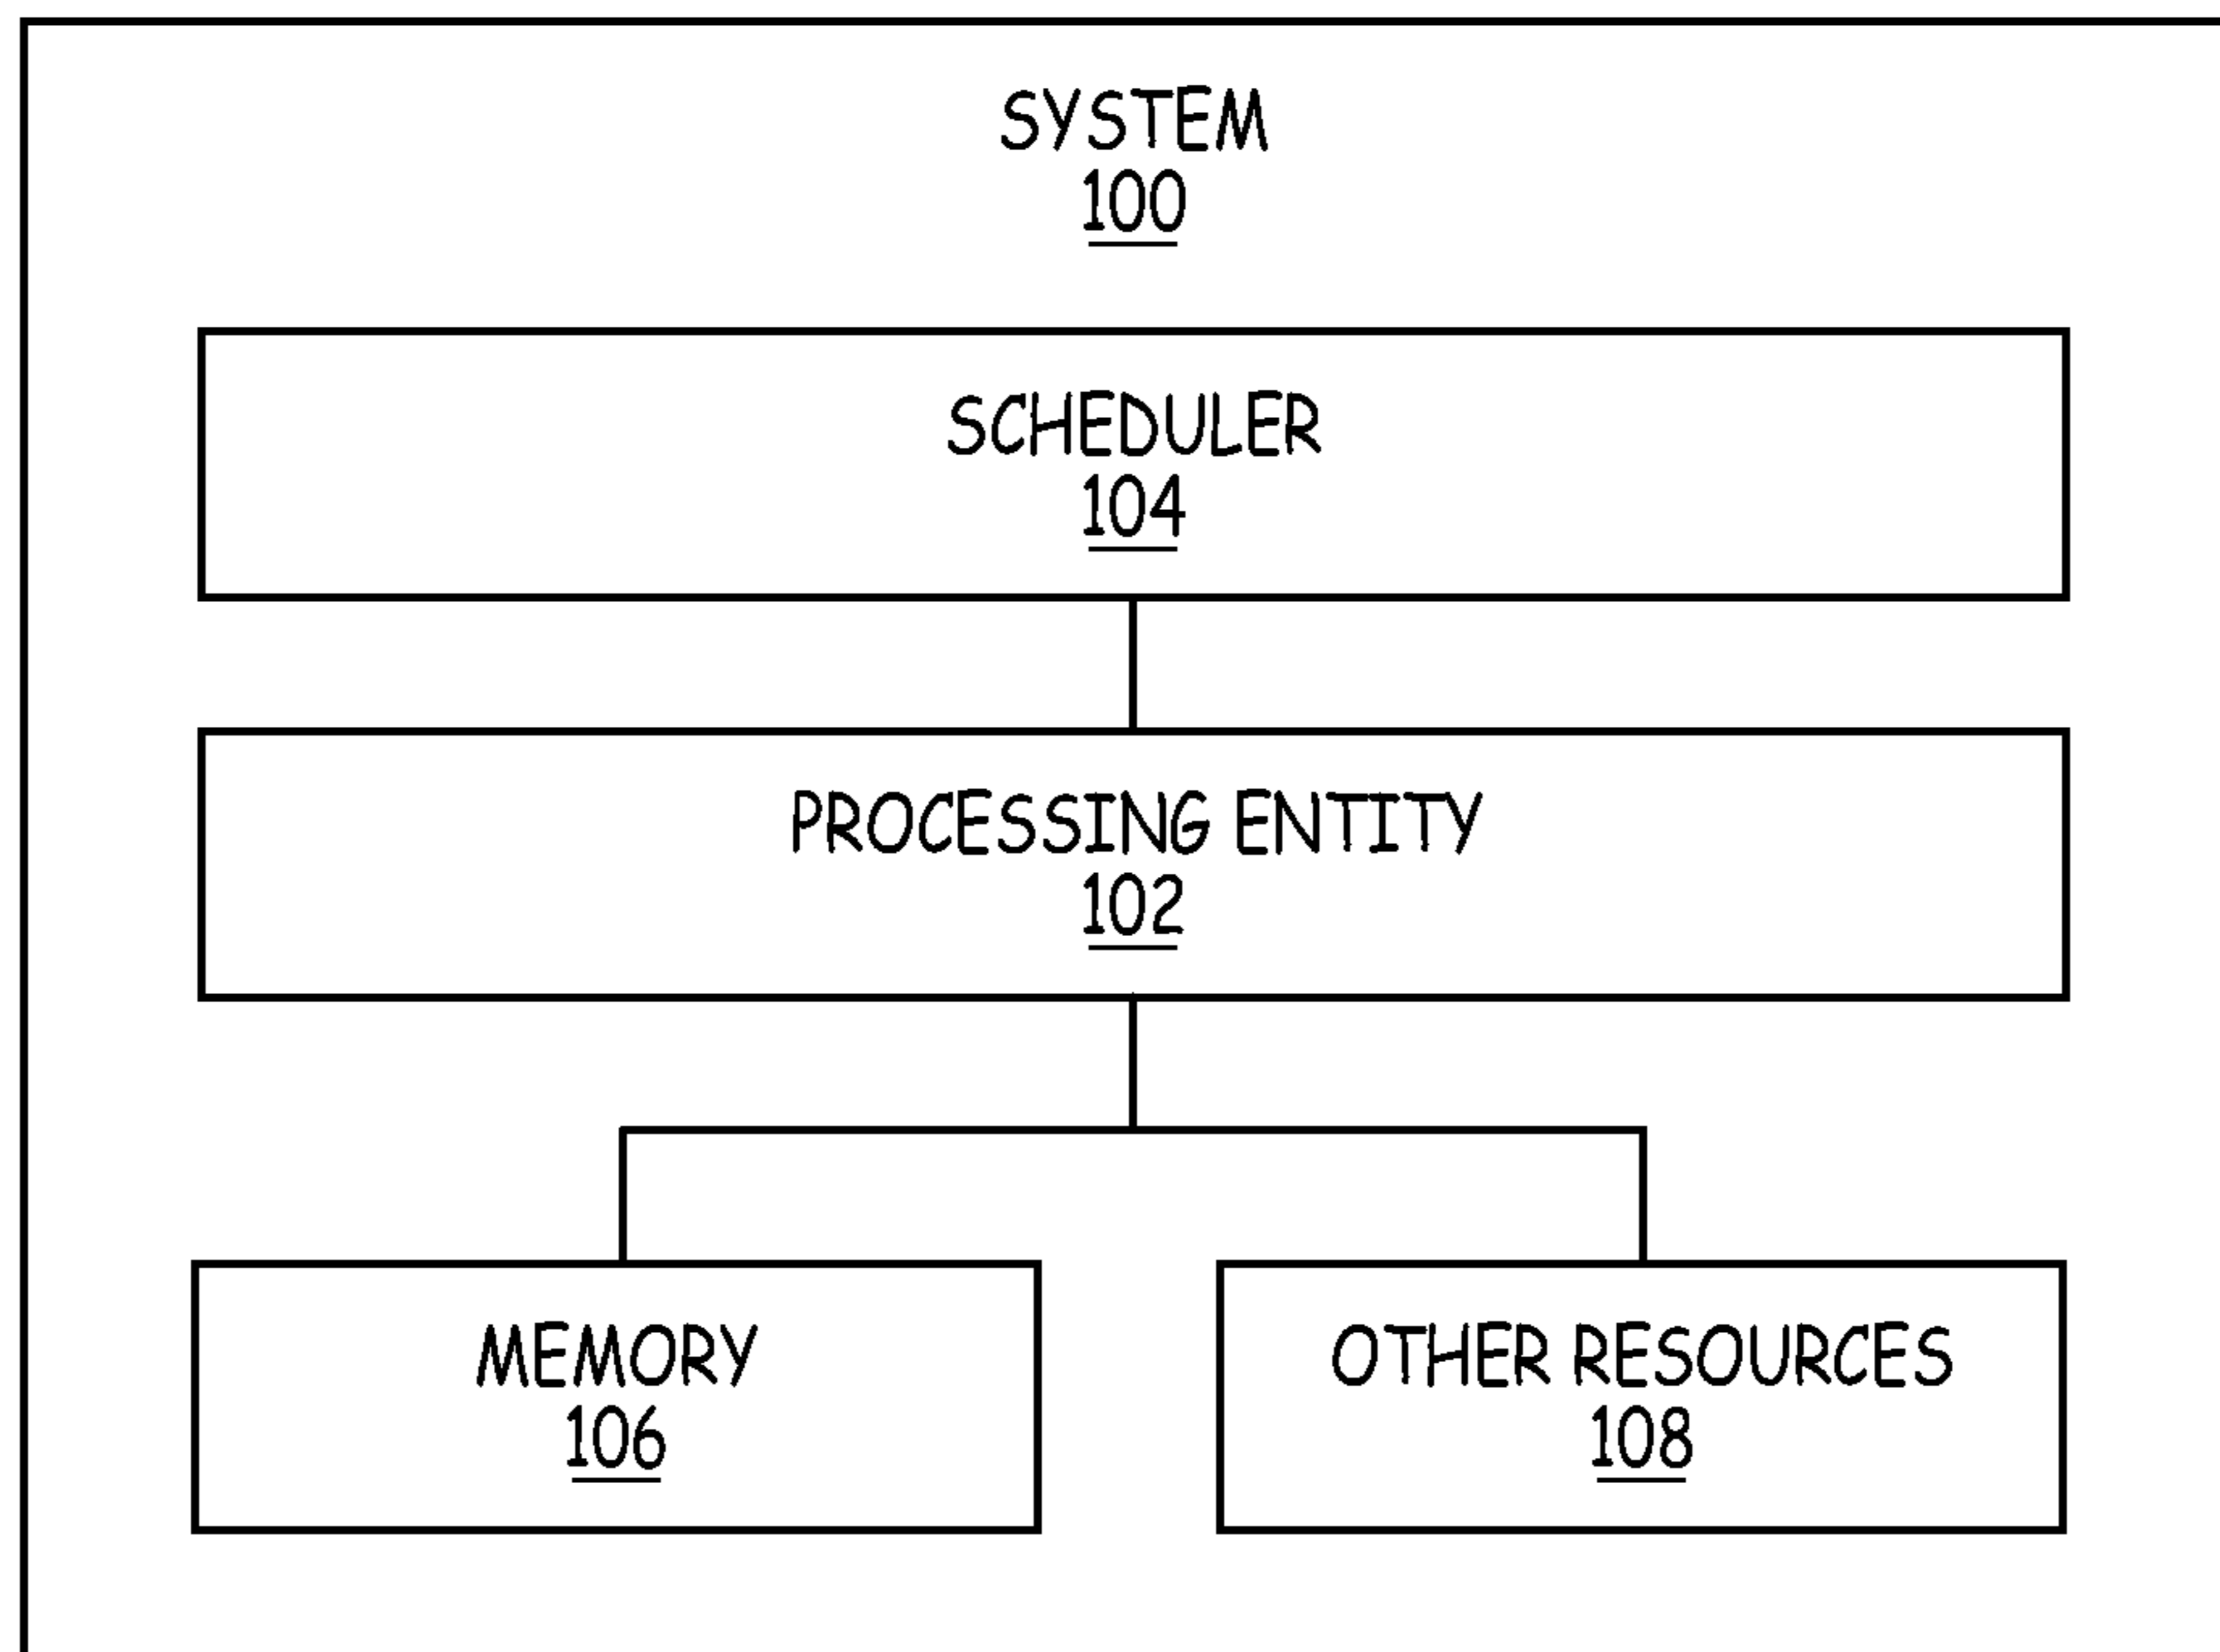 SYSTEM
100
SCHEDULER
104
PROCESSING ENTITY
102
MEMORY
106
OTHER RESOURCES
108